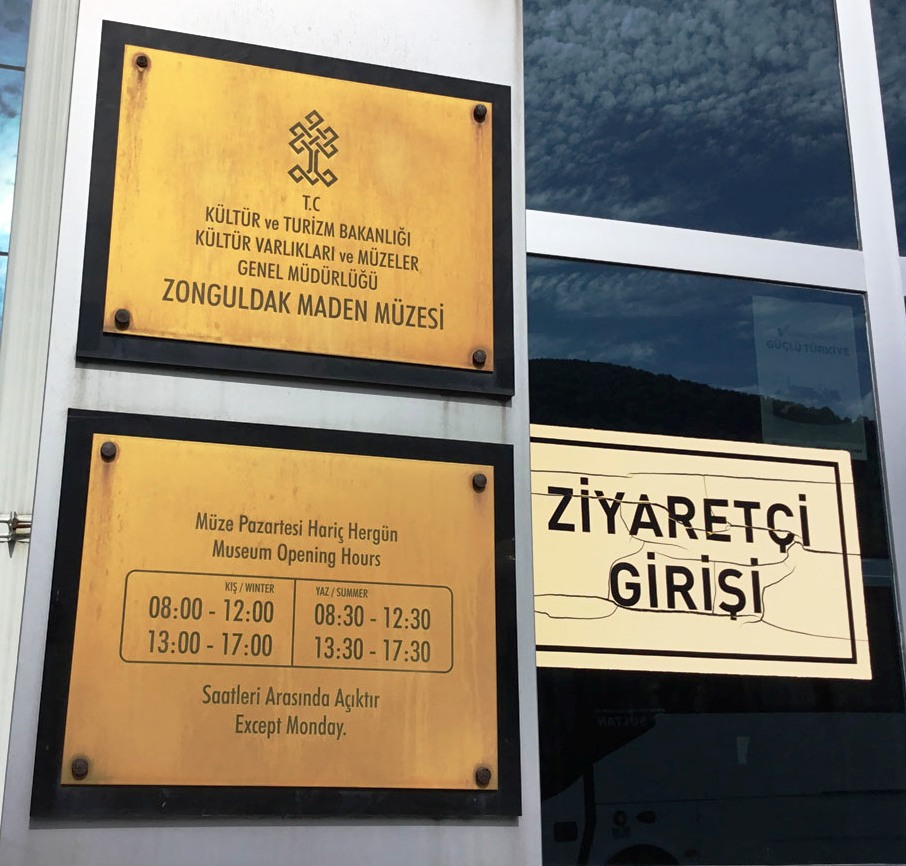 T.C
KÜLTÜR ve TURİZM BAKANLIĞI
KÜLTÜR VARLIKLARI ve MÜZELER
GENEL MÜDÜRLÜĞÜ
ZONGULDAK MADEN MÜZESİ
Müze Pazartesi Hariç Hergün
Museum Opening Hours
KIŞ / WINTER
08:00 - 12:00
13:00 - 17:00
YAZ / SUMMER
08:30 - 12:30
13:30 - 17:30
Saatleri Arasında Açıktır
Except Monday.
GÜÇLÜ TÜRKİYE
ZİYARETÇİ
GİRİŞİ